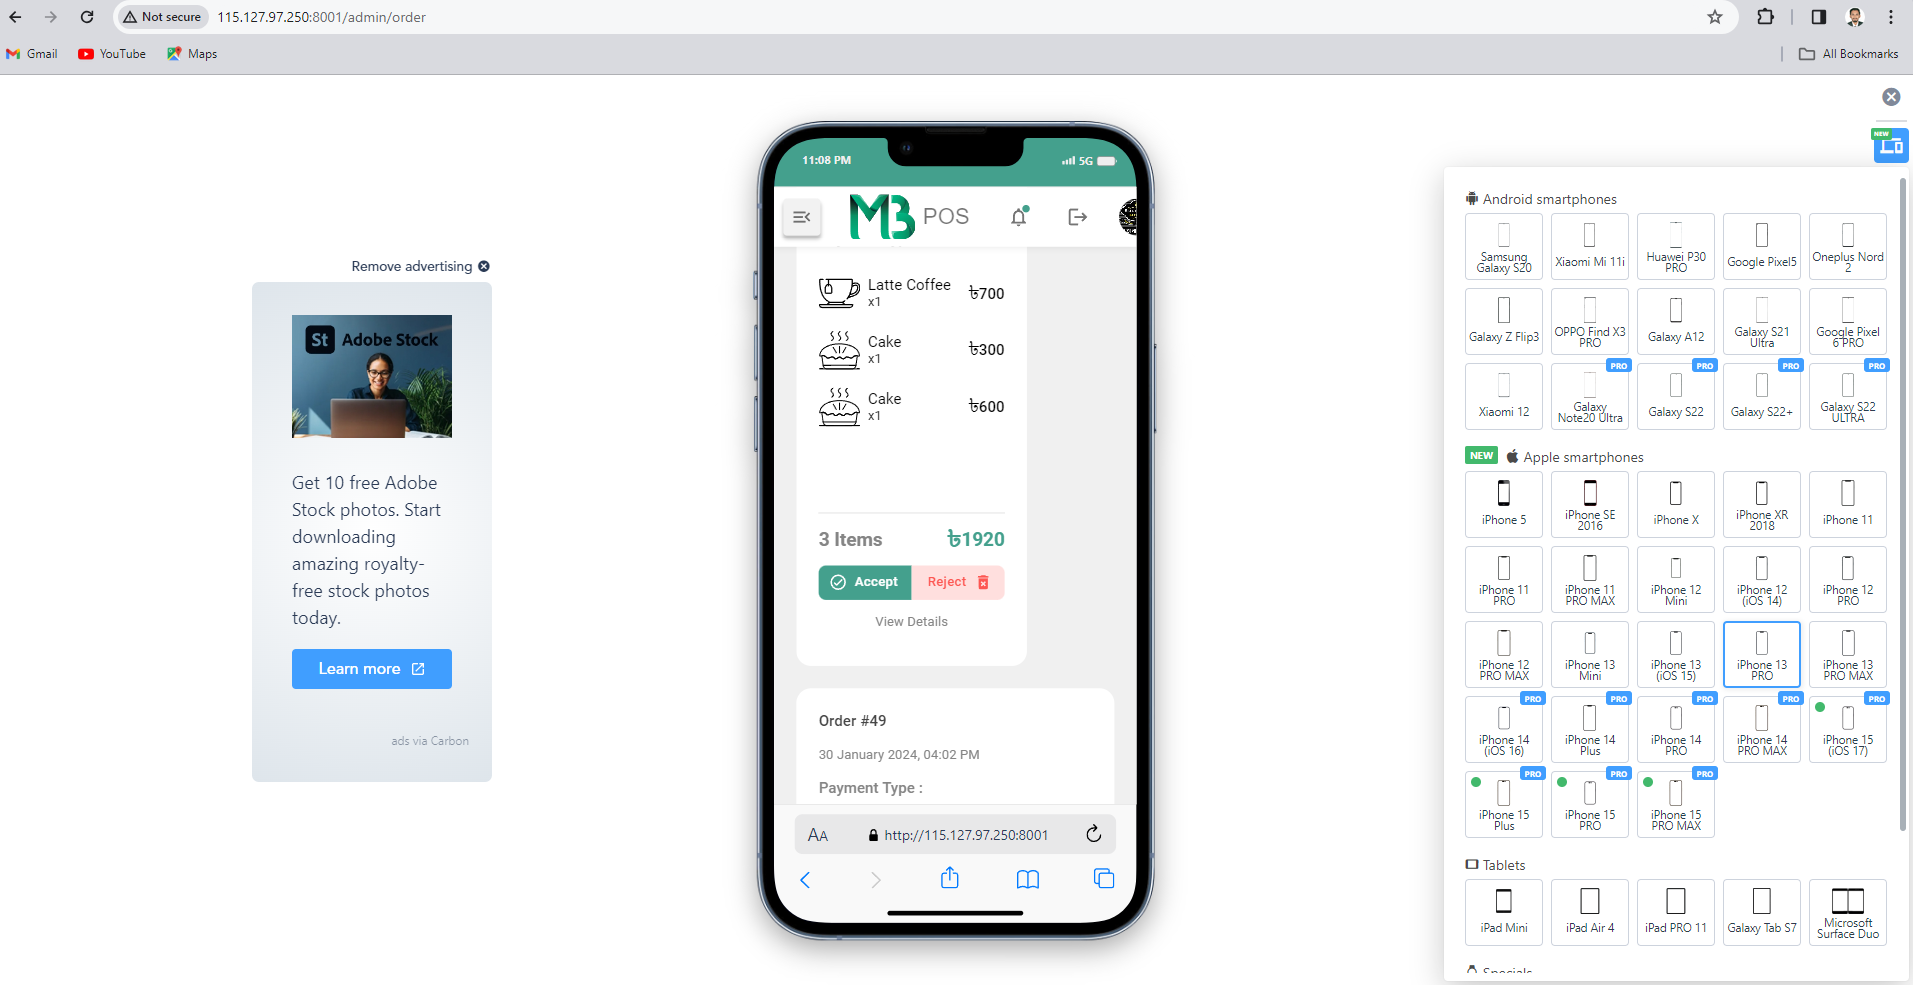 Not secure
115.127.97.250:8001/admin/order
Gmail
YouTube
Maps
All Bookmarks
Remove advertising
St Adobe Stock
Get 10 free Adobe
Stock photos. Start
downloading
amazing royalty-
free stock photos
today.
Learn more
ads via Carbon
11:08 PM
5G
MB POS
Latte Coffee
x1
৳700
Cake
x1
৳300
Cake
x1
৳600
3 Items
৳1920
Accept
Reject
View Details
Order #49
30 January 2024, 04:02 PM
Payment Type :
AA
http://115.127.97.250:8001
NEW
Android smartphones
Samsung
Galaxy S20
Xiaomi Mi 11i
Huawei P30
PRO
Google Pixel5
Oneplus Nord
2
Galaxy Z Flip3
OPPO Find X3
PRO
Galaxy A12
Galaxy S21
Ultra
Google Pixel
6 PRO
Xiaomi 12
PRO
Galaxy
Note20 Ultra
PRO
Galaxy S22
PRO
Galaxy S22+
PRO
Galaxy S22
ULTRA
NEW
Apple smartphones
iPhone 5
iPhone SE
2016
iPhone X
iPhone XR
2018
iPhone 11
iPhone 11
PRO
iPhone 11
PRO MAX
iPhone 12
Mini
iPhone 12
(iOS 14)
iPhone 12
PRO
iPhone 12
PRO MAX
iPhone 13
Mini
iPhone 13
(iOS 15)
iPhone 13
PRO
iPhone 13
PRO MAX
PRO
iPhone 14
(iOS 16)
PRO
iPhone 14
Plus
PRO
iPhone 14
PRO
PRO
iPhone 14
PRO MAX
PRO
iPhone 15
(iOS 17)
PRO
iPhone 15
Plus
PRO
iPhone 15
PRO
PRO
iPhone 15
PRO MAX
Tablets
iPad Mini
iPad Air 4
iPad PRO 11
Galaxy Tab S7
Microsoft
Surface Duo
Specials